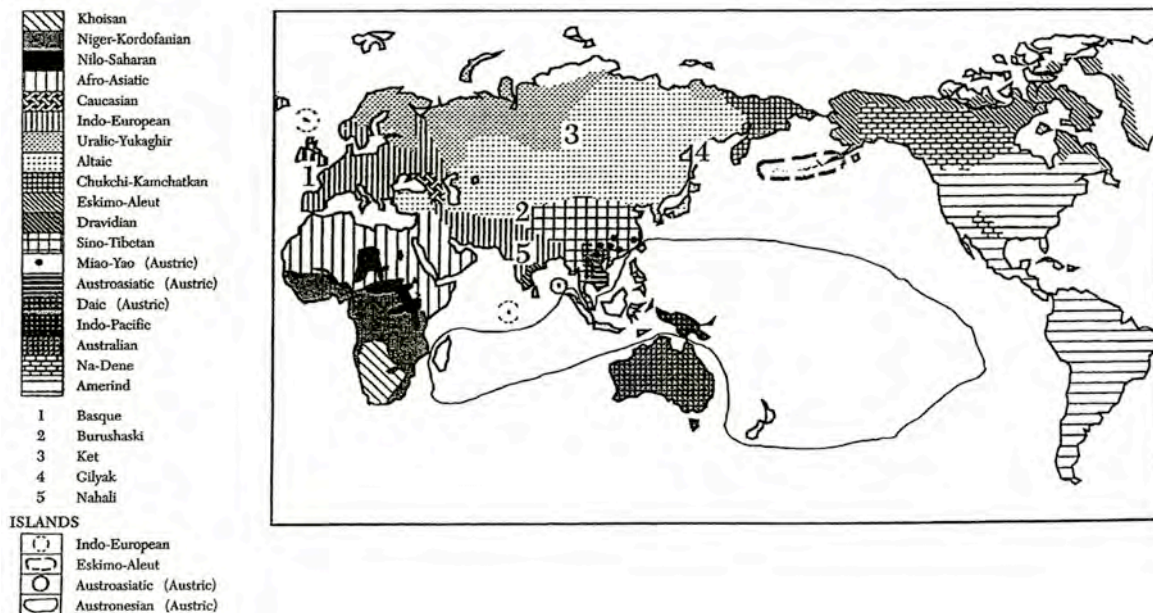 Khoisan
Niger-Kordofanian
Nilo-Saharan
Afro-Asiatic
Caucasian
Indo-European
Uralic-Yukaghir
Altaic
Chukchi-Kamchatkan
Eskimo-Aleut
Dravidian
Sino-Tibetan
Miao-Yao (Austric)
Austroasiatic (Austric)
Daic (Austric)
Indo-Pacific
Australian
Na-Dene
Amerind
1 Basque
2 Burushaski
3 Ket
4 Gilyak
5 Nahali
ISLANDS
Indo-European
Eskimo-Aleut
Austroasiatic (Austric)
Austronesian (Austric)
3
4
1
2
5